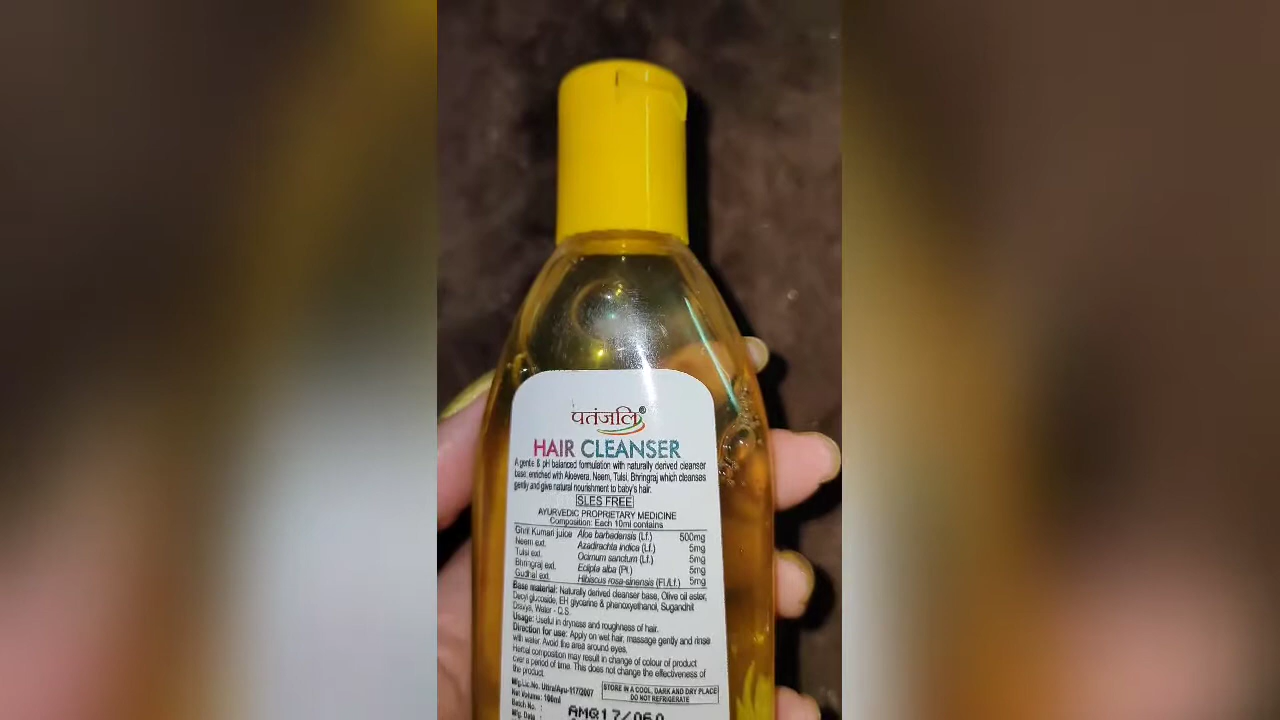 पतंजलि®
HAIR CLEANSER
A gentle & pH balanced formulation with naturally derived cleanser
base: enriched with Aloevera, Neem, Tulsi, Bhringraj which cleanses
gently and give natural nourishment to baby's hair.
SLES FREE
AYURVEDIC PROPRIETARY MEDICINE
Composition: Each 10ml contains
Ghrit Kumari juice Aloe barbadensis (Lf.) 500mg
Neem ext. Azadirachta indica (Lf.) 5mg
Tulsi ext. Ocimum sanctum (Lf.) 5mg
Bhringraj ext. Eclipta alba (Pl.) 5mg
Gudhal ext. Hibiscus rosa-sinensis (Fl./Lf.) 5mg
Base material: Naturally derived cleanser base, Olive oil ester,
Decyl glucoside, EH glycerine & phenoxyethanol, Sugandhit
Dravya, Water - Q.S.
Usage: Useful in dryness and roughness of hair.
Direction for use: Apply on wet hair, massage gently and rinse
with water. Avoid the area around eyes.
Herbal composition may result in change of colour of product
over a period of time. This does not change the effectiveness of
the product.
Mfg.Lic.No. Uttra/Ayu-117/2007
Net Volume: 100ml
STORE IN A COOL, DARK AND DRY PLACE
DO NOT REFRIGERATE
Batch No. :
Mfg. Date :